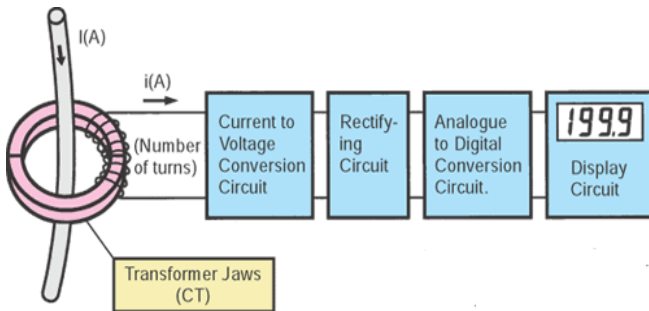 I(A)
i(A)
(Number
of turns)
Current to
Voltage
Conversion
Circuit
Rectify-
ing
Circuit
Analogue
to Digital
Conversion
Circuit.
199.9
Display
Circuit
Transformer Jaws
(CT)